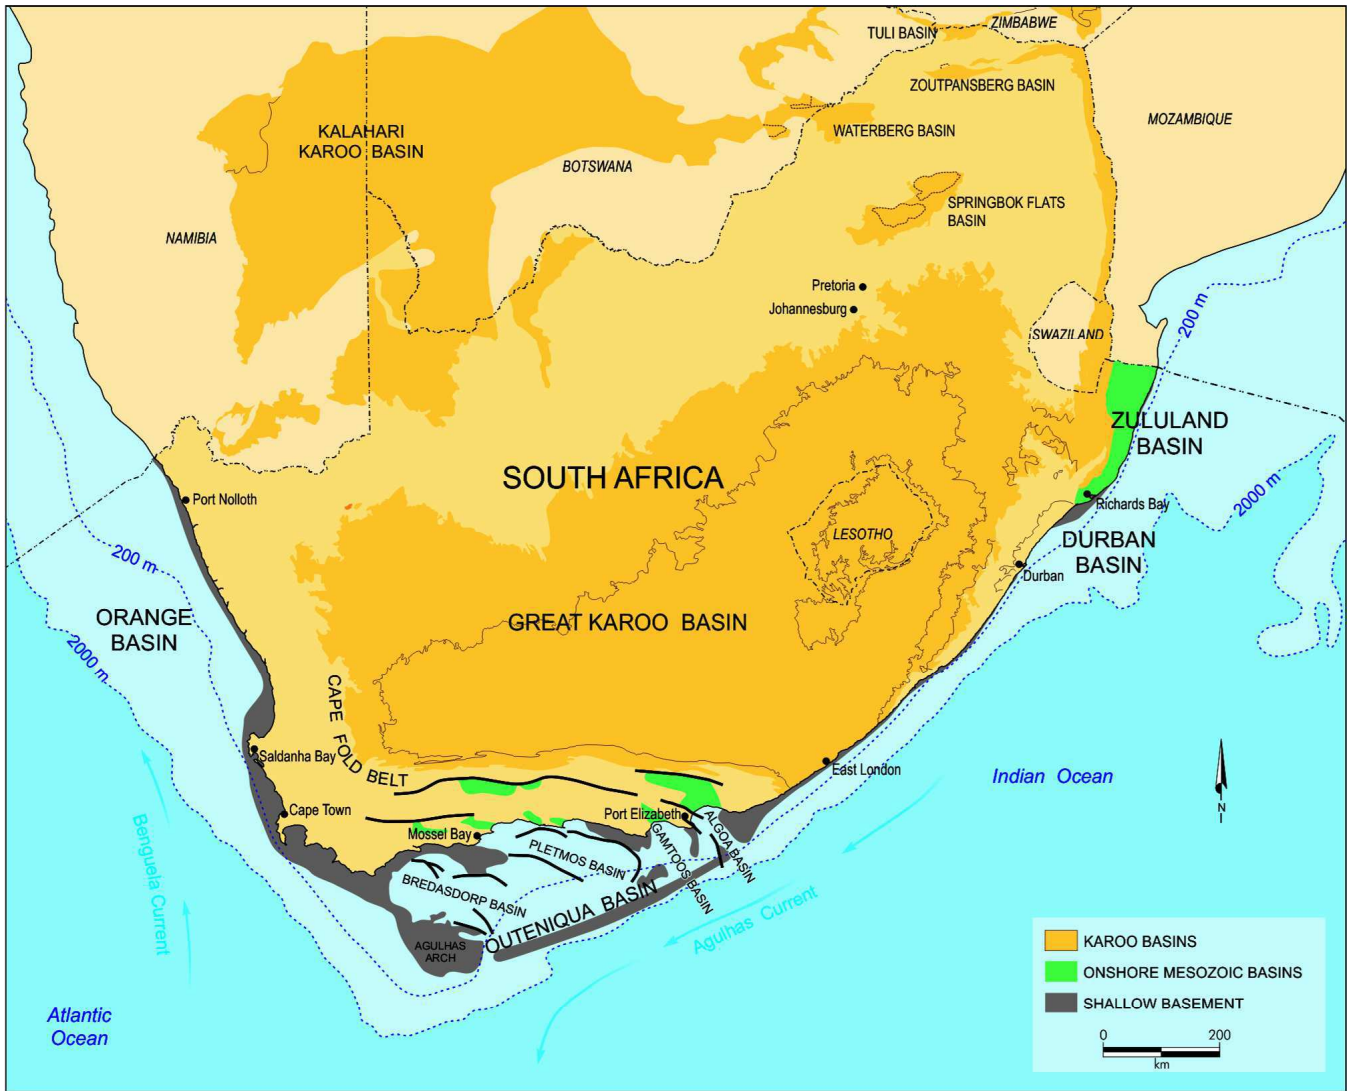 ZIMBABWE
TULI BASIN
ZOUTPANSBERG BASIN
MOZAMBIQUE
KALAHARI
KAROO BASIN
WATERBERG BASIN
BOTSWANA
SPRINGBOK FLATS
BASIN
NAMIBIA
Pretoria
Johannesburg
200 m
SWAZILAND
ZULULAND
BASIN
SOUTH AFRICA
2000 m
Port Nolloth
Richards Bay
LESOTHO
DURBAN
BASIN
200 m
Durban
ORANGE
BASIN
GREAT KAROO BASIN
2000 m
CAPE FOLD BELT
Saldanha Bay
East London
Indian Ocean
Cape Town
Port Elizabeth
Mossel Bay
N
Benguela Current
PLETMOS BASIN
GAMTOOS BASIN
ALGOA BASIN
BREDASDORP BASIN
OUTENIQUA BASIN
Agulhas Current
AGULHAS
ARCH
Atlantic
Ocean
KAROO BASINS
ONSHORE MESOZOIC BASINS
SHALLOW BASEMENT
0 200
km